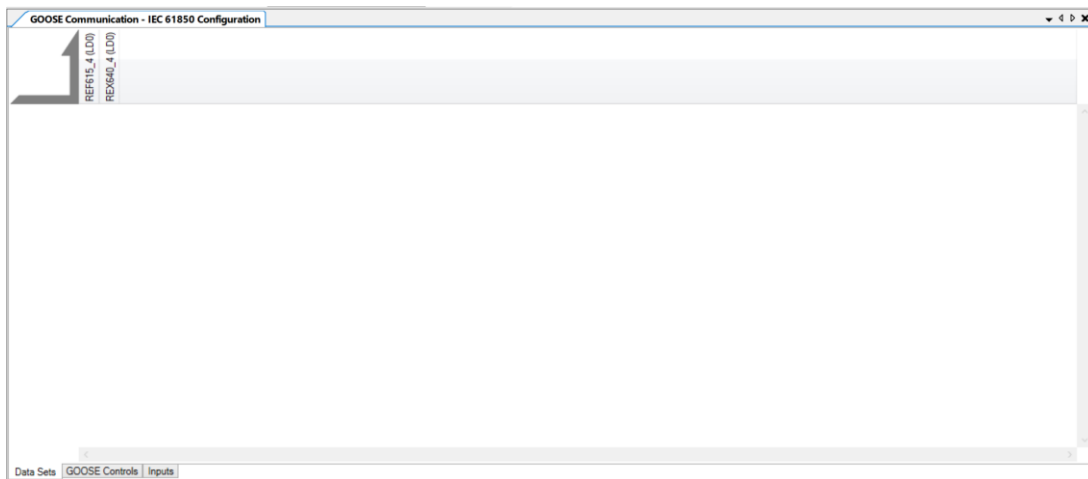 GOOSE Communication - IEC 61850 Configuration
REF615_4 (LD0)
REX640_4 (LD0)
Data Sets GOOSE Controls Inputs